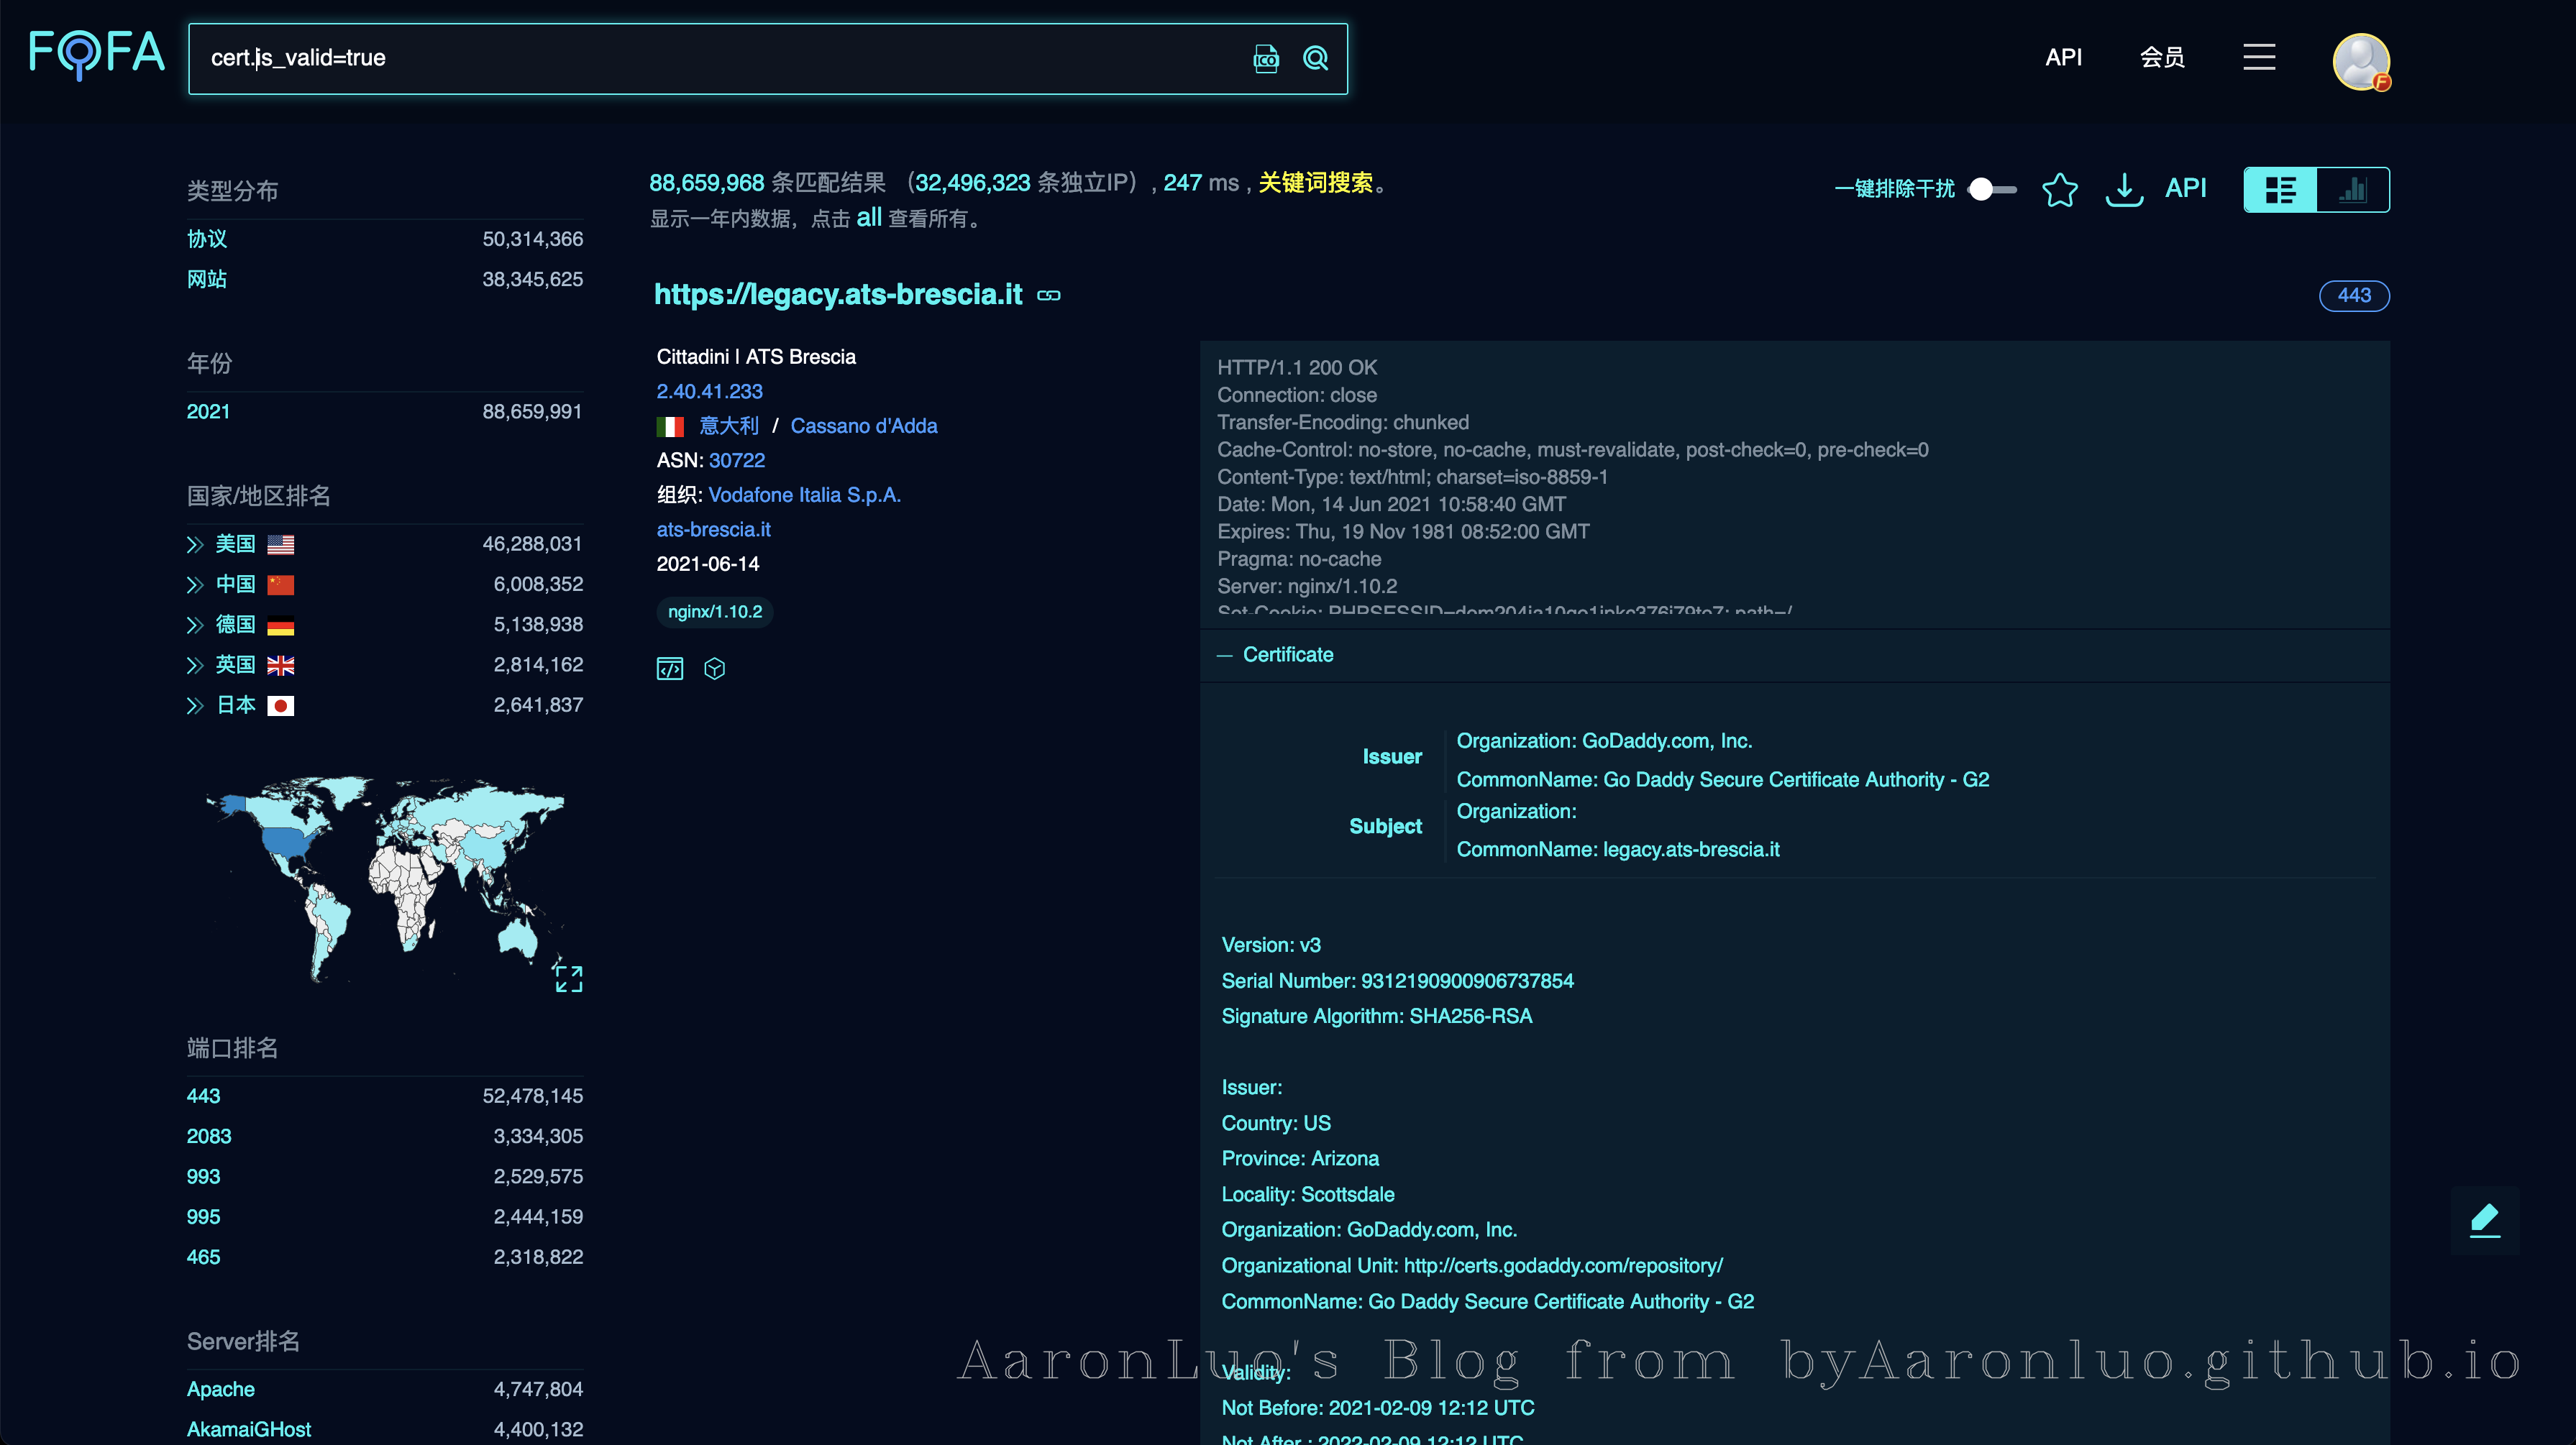 FOFA
cert.is_valid=true
ICO
API
会员
F
类型分布
协议 50,314,366
网站 38,345,625
年份
2021 88,659,991
国家/地区排名
美国 46,288,031
中国 6,008,352
德国 5,138,938
英国 2,814,162
日本 2,641,837
端口排名
443 52,478,145
2083 3,334,305
993 2,529,575
995 2,444,159
465 2,318,822
Server排名
Apache 4,747,804
AkamaiGHost 4,400,132
88,659,968 条匹配结果 （32,496,323 条独立IP）, 247 ms , 关键词搜索。
显示一年内数据，点击 all 查看所有。
一键排除干扰
API
https://legacy.ats-brescia.it
443
Cittadini | ATS Brescia
2.40.41.233
意大利 / Cassano d'Adda
ASN: 30722
组织: Vodafone Italia S.p.A.
ats-brescia.it
2021-06-14
nginx/1.10.2
HTTP/1.1 200 OK
Connection: close
Transfer-Encoding: chunked
Cache-Control: no-store, no-cache, must-revalidate, post-check=0, pre-check=0
Content-Type: text/html; charset=iso-8859-1
Date: Mon, 14 Jun 2021 10:58:40 GMT
Expires: Thu, 19 Nov 1981 08:52:00 GMT
Pragma: no-cache
Server: nginx/1.10.2
Set-Cookie: path=/
— Certificate
Issuer
Organization: GoDaddy.com, Inc.
CommonName: Go Daddy Secure Certificate Authority - G2
Subject
Organization:
CommonName: legacy.ats-brescia.it
Version: v3
Serial Number: 9312190900906737854
Signature Algorithm: SHA256-RSA
Issuer:
Country: US
Province: Arizona
Locality: Scottsdale
Organization: GoDaddy.com, Inc.
Organizational Unit: http://certs.godaddy.com/repository/
CommonName: Go Daddy Secure Certificate Authority - G2
Validity:
Not Before: 2021-02-09 12:12 UTC
Not After : 2022-02-09 12:12 UTC
AaronLuo's Blog from byAaronluo.github.io